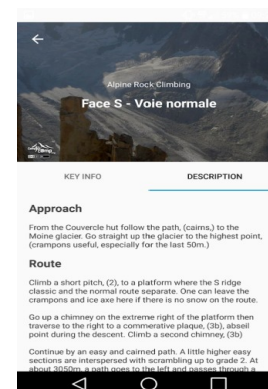 Alpine Rock Climbing
Face S - Voie normale
KEY INFO
DESCRIPTION
Approach
From the Couvercle hut follow the path, (cairns,) to the
Moine glacier. Go straight up the glacier to the highest point,
(crampons useful, especially for the last 50m.)
Route
Climb a short pitch, (2), to a platform where the S ridge
classic and the normal route separate. One can leave the
crampons and ice axe here if there is no snow on the route.
Go up a chimney on the extreme right of the platform then
traverse to the right to a commerative plaque, (3b), abseil
point during the descent. Climb a second chimney, (3b)
Continue by an easy and cairned path. A little higher easy
sections are interspersed with scrambling up to grade 2. At
about 3050m, a path goes to the left and passes through a